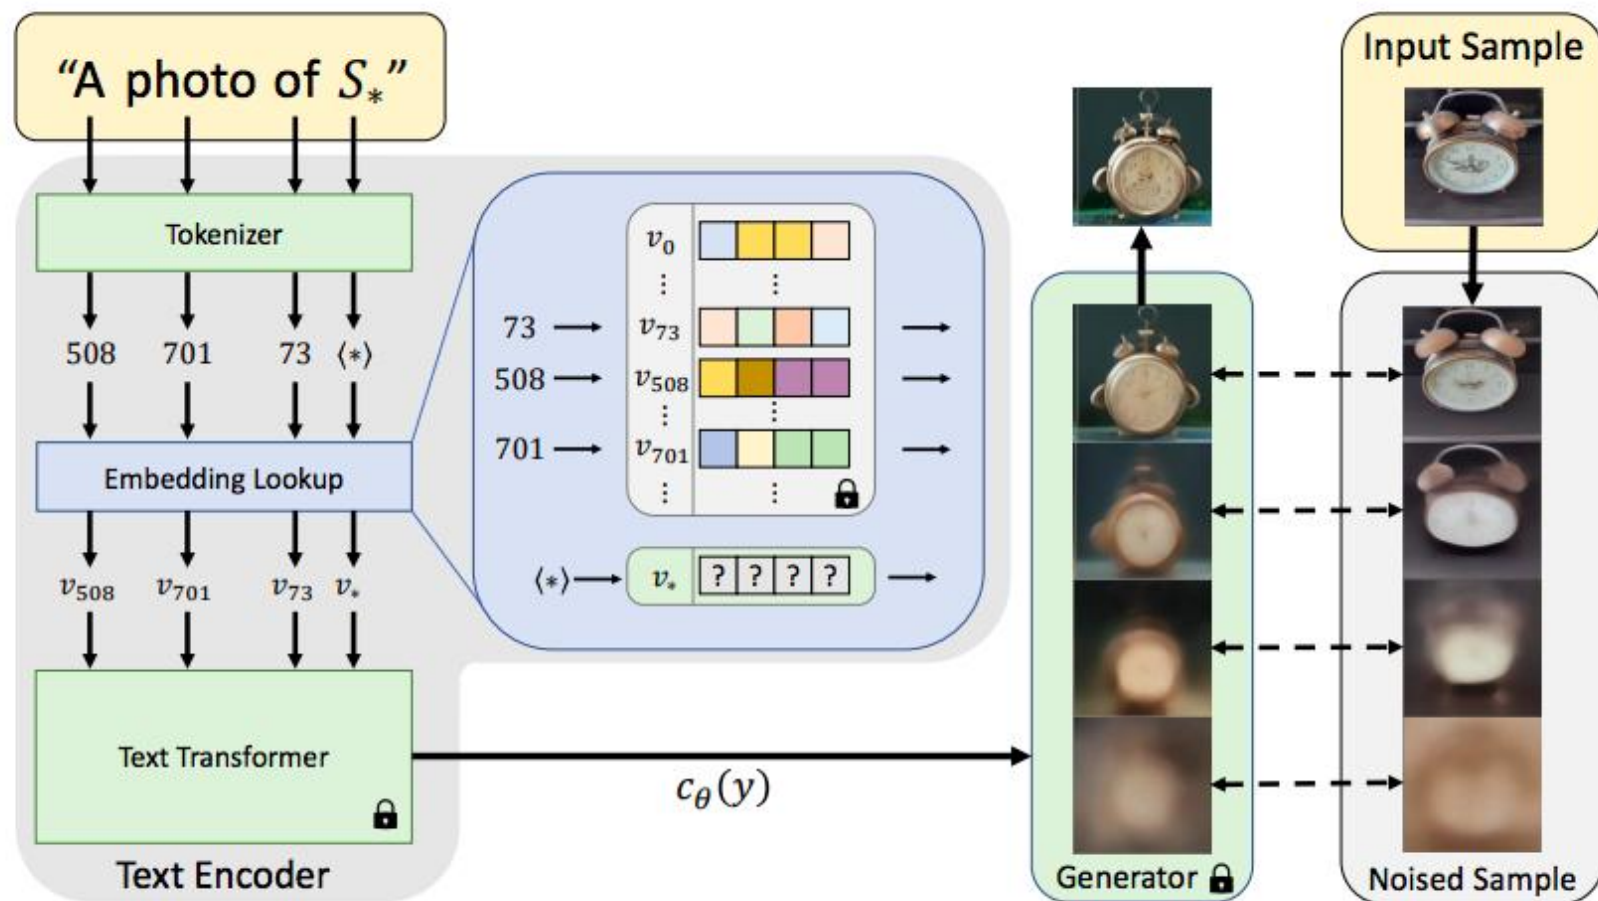 “A photo of S*”
Tokenizer
508 701 73 ⟨*⟩
Embedding Lookup
v508 v701 v73 v*
Text Transformer
Text Encoder
v0
⋮ ⋮
73 v73
508 v508
⋮ ⋮
701 v701
⋮ ⋮
⟨*⟩ v* ? ? ? ?
cθ(y)
Generator
Input Sample
Noised Sample